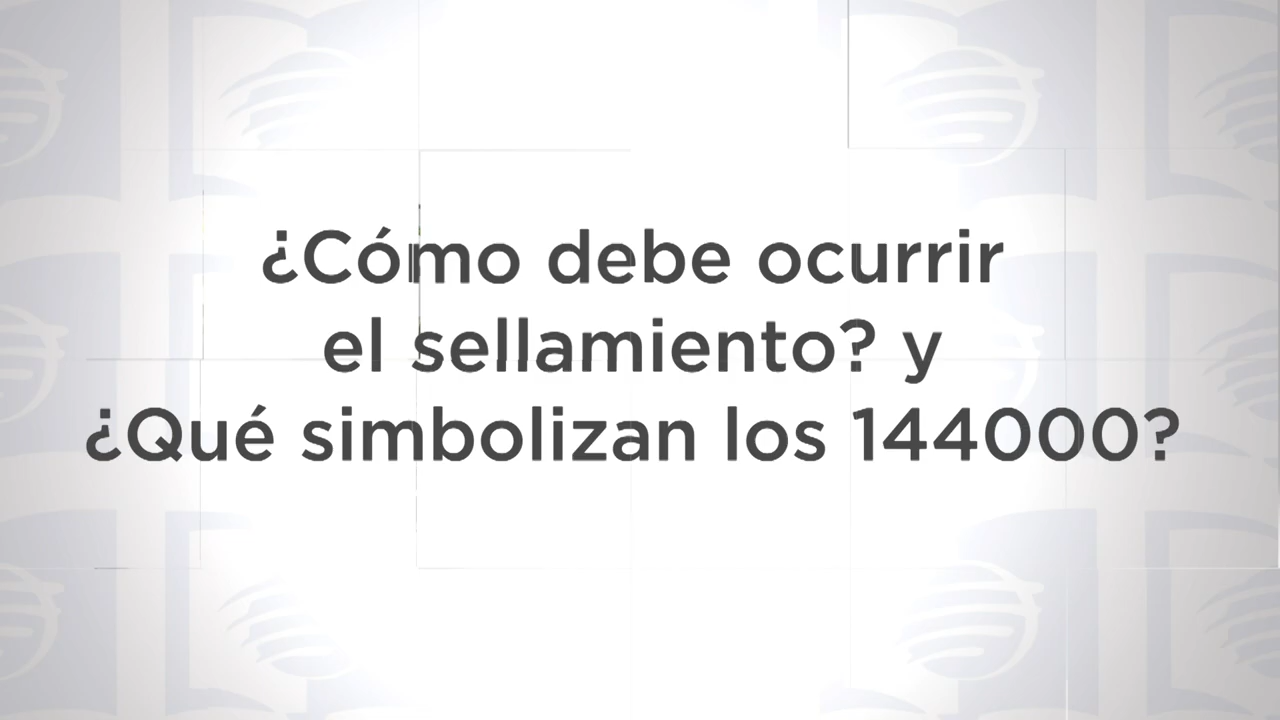 ¿Cómo debe ocurrir
el sellamiento? y
¿Qué simbolizan los 144000?